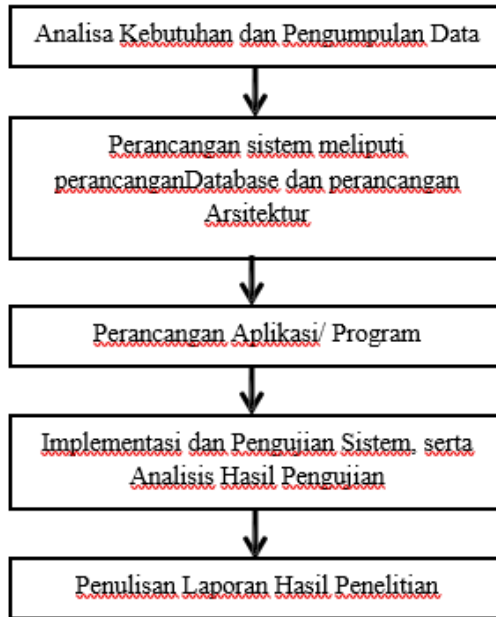 Analisa Kebutuhan dan Pengumpulan Data
Perancangan sistem meliputi
perancanganDatabase dan perancangan
Arsitektur
Perancangan Aplikasi/ Program
Implementasi dan Pengujian Sistem, serta
Analisis Hasil Pengujian
Penulisan Laporan Hasil Penelitian